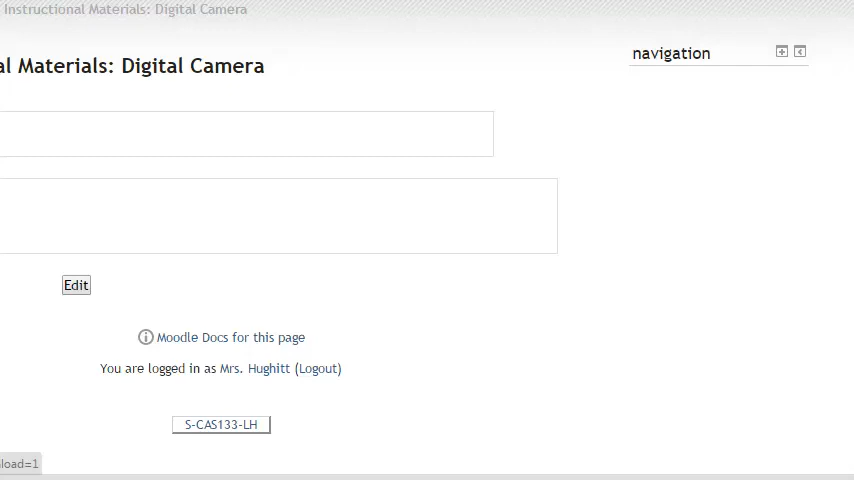 Instructional Materials: Digital Camera
navigation
al Materials: Digital Camera
Edit
Moodle Docs for this page
You are logged in as Mrs. Hughitt (Logout)
S-CAS133-LH
load=1